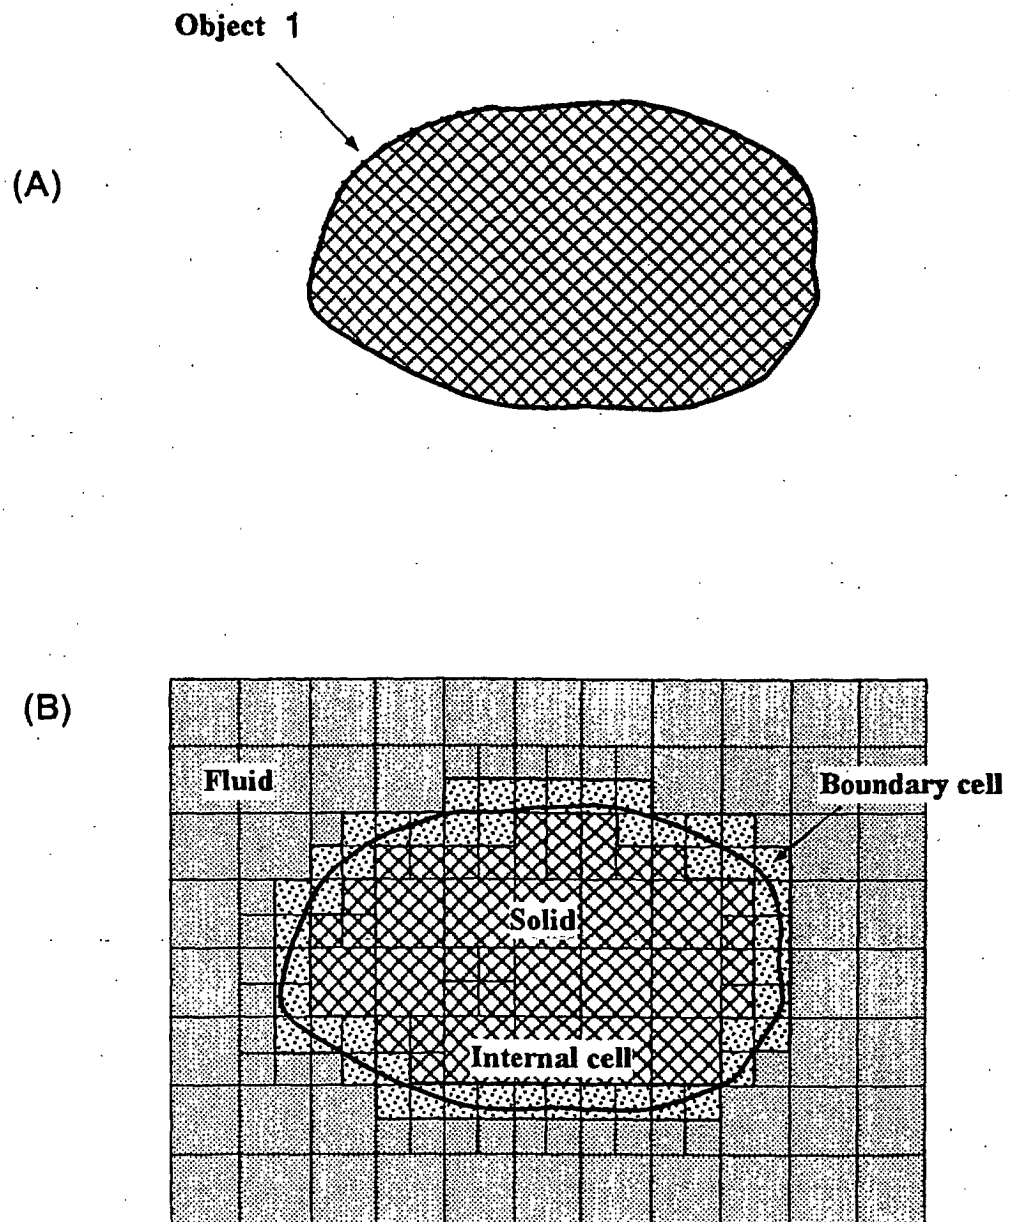 Object 1
(A)
(B)
Fluid
Boundary cell
Solid
Internal cell